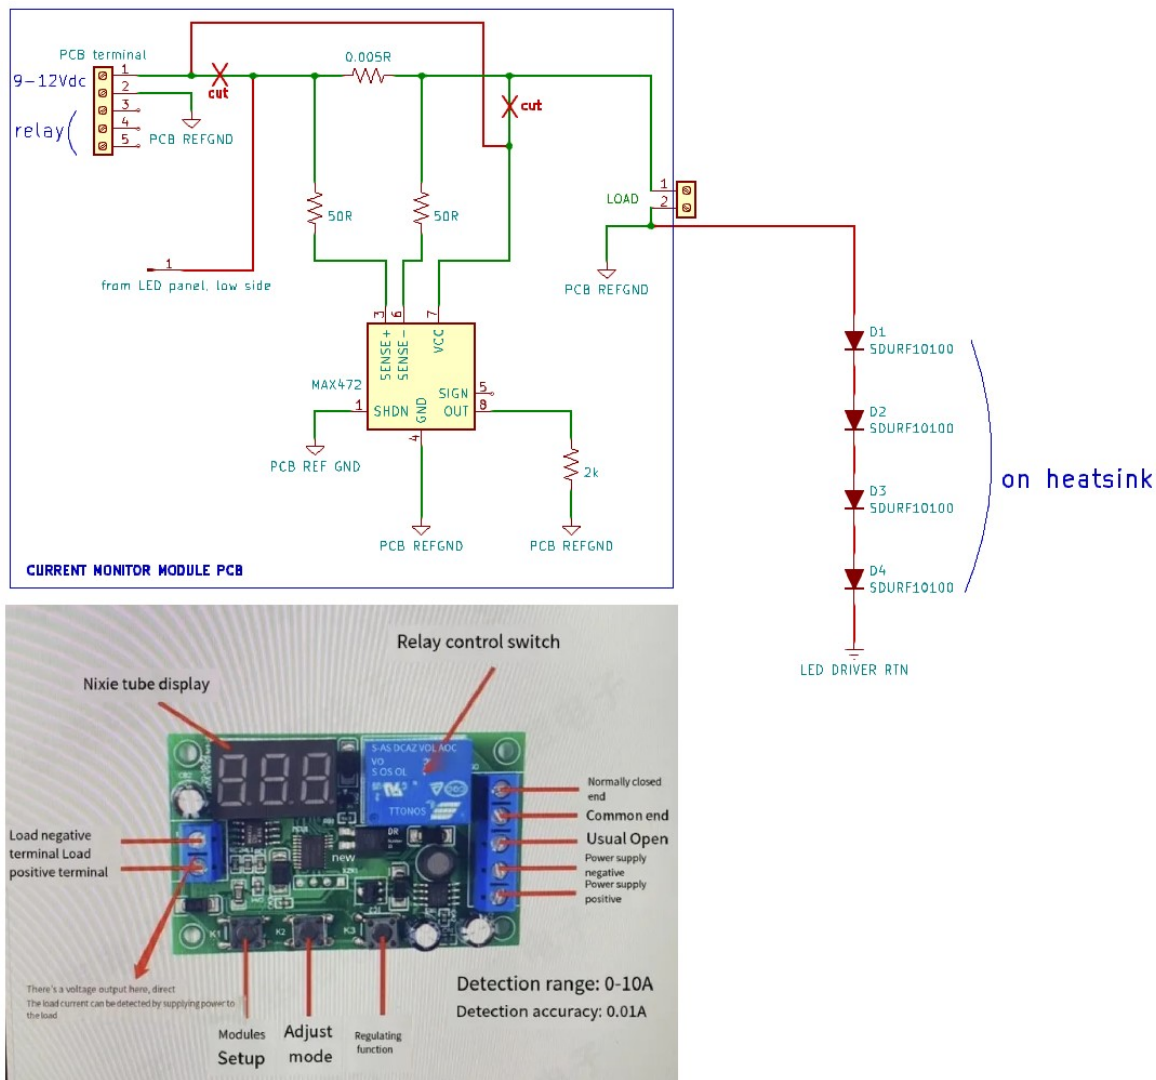 PCB terminal
9-12Vdc
1
2
3
4
5
relay
cut
PCB REFGND
0.005R
cut
50R
50R
LOAD
1
2
PCB REFGND
1
from LED panel, low side
3
6
7
SENSE+
SENSE-
VCC
MAX472
SIGN
5
1
SHDN
GND
OUT
8
4
PCB REF GND
2k
PCB REFGND
PCB REFGND
CURRENT MONITOR MODULE PCB
D1
SDURF10100
D2
SDURF10100
D3
SDURF10100
D4
SDURF10100
on heatsink
LED DRIVER RTN
Relay control switch
Nixie tube display
Normally closed
end
Common end
Usual Open
Power supply
negative
Power supply
positive
Load negative
terminal Load
positive terminal
new
K1
K2
K3
There's a voltage output here, direct
The load current can be detected by supplying power to
the load
Modules
Setup
Adjust
mode
Regulating
function
Detection range: 0-10A
Detection accuracy: 0.01A